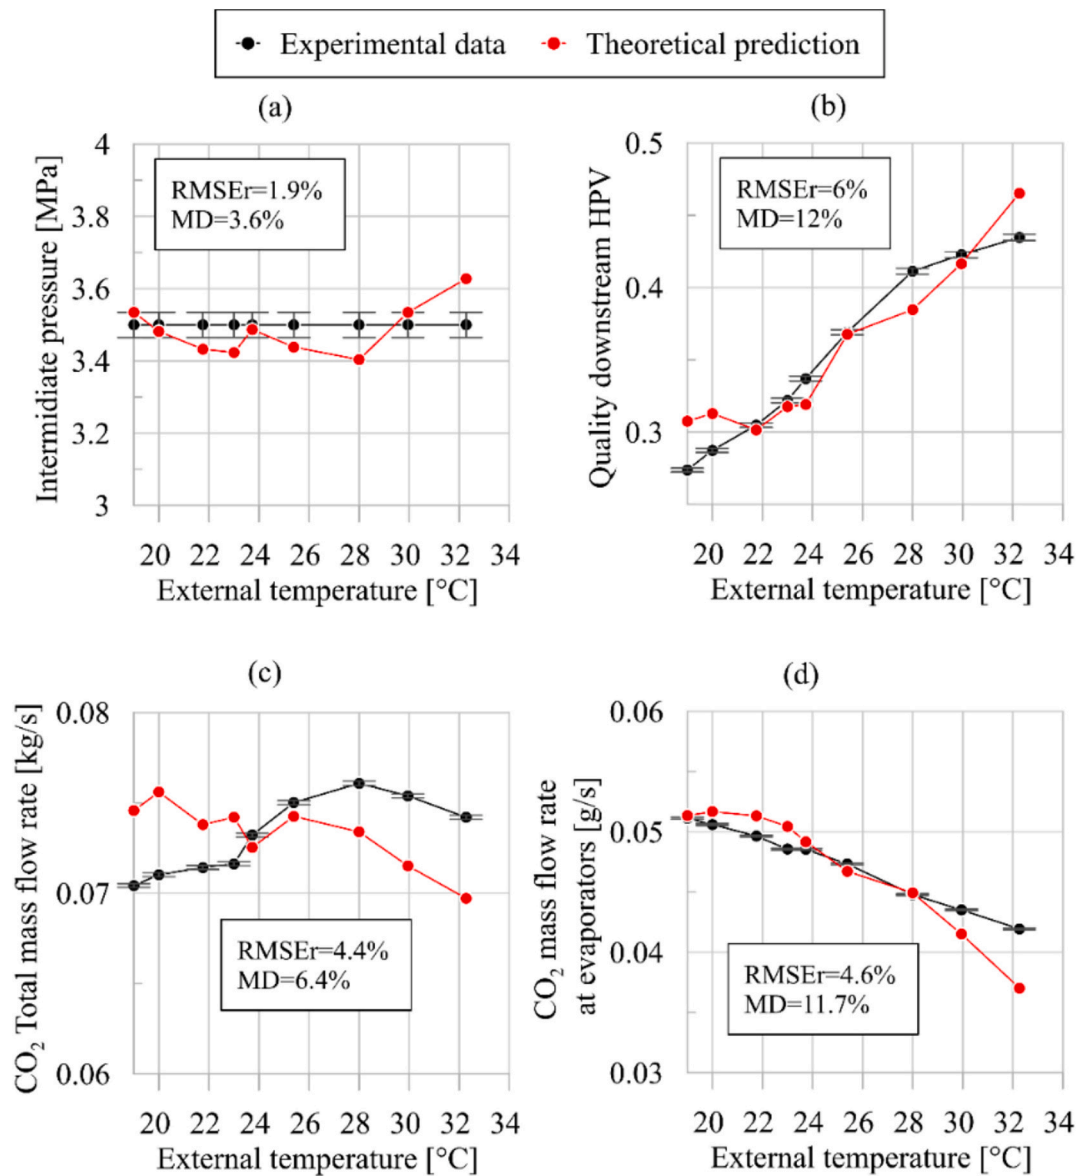 Experimental data Theoretical prediction
(a)
Intermidiate pressure [MPa]
4
3.8
3.6
3.4
3.2
3
RMSEr=1.9%
MD=3.6%
20 22 24 26 28 30 32 34
External temperature [°C]
(b)
Quality downstream HPV
0.5
0.4
0.3
RMSEr=6%
MD=12%
20 22 24 26 28 30 32 34
External temperature [°C]
(c)
CO₂ Total mass flow rate [kg/s]
0.08
0.07
0.06
RMSEr=4.4%
MD=6.4%
20 22 24 26 28 30 32 34
External temperature [°C]
(d)
CO₂ mass flow rate
at evaporators [g/s]
0.06
0.05
0.04
0.03
RMSEr=4.6%
MD=11.7%
20 22 24 26 28 30 32 34
External temperature [°C]